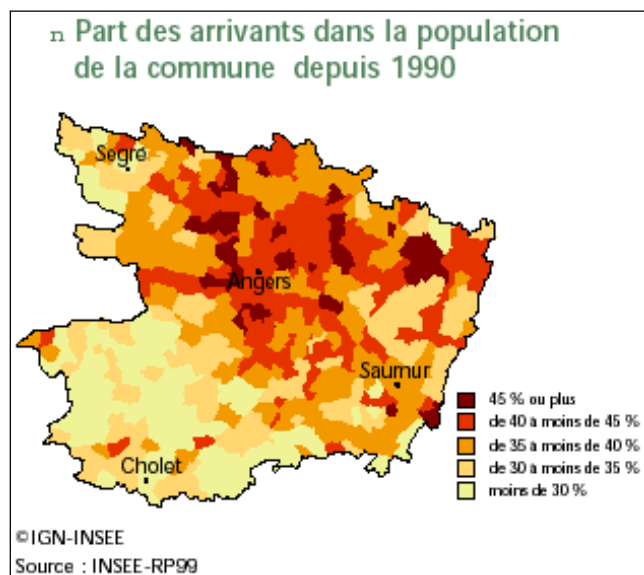 n Part des arrivants dans la population
de la commune depuis 1990
Segré
Angers
Saumur
Cholet
45 % ou plus
de 40 à moins de 45 %
de 35 à moins de 40 %
de 30 à moins de 35 %
moins de 30 %
©IGN-INSEE
Source : INSEE-RP99